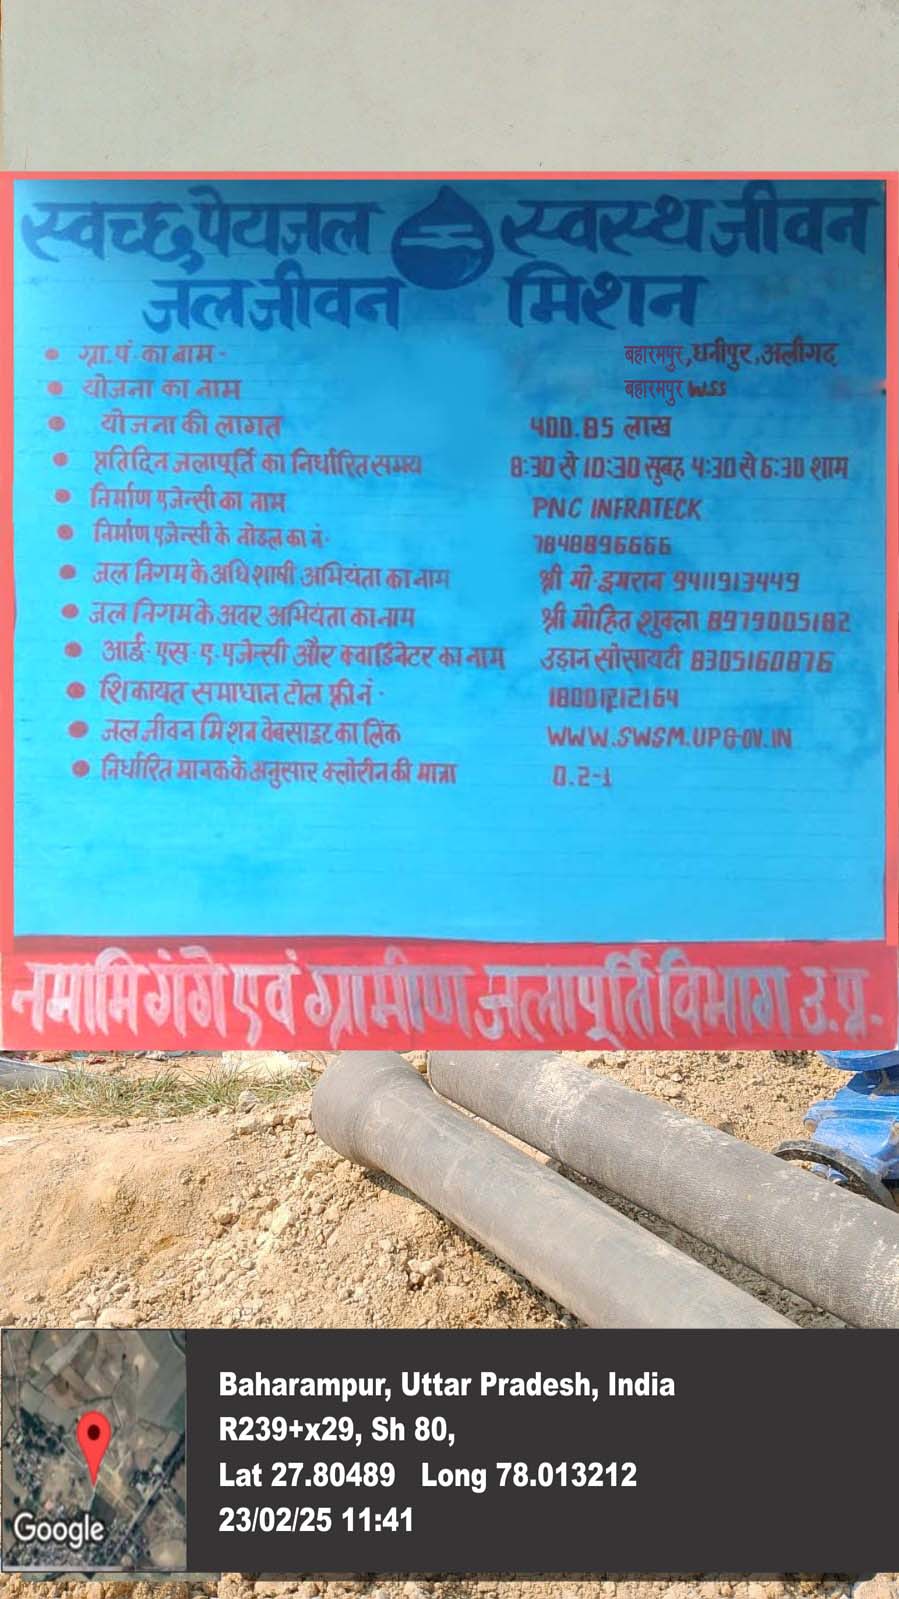 स्वच्छ पेयजल स्वस्थ जीवन
जल जीवन मिशन
• ग्रा.पं. का नाम - बहारमपुर, धनीपुर, अलीगढ़
• योजना का नाम बहारमपुर WSS
• योजना की लागत 400.85 लाख
• प्रतिदिन जलापूर्ति का निर्धारित समय 8:30 से 10:30 सुबह 4:30 से 6:30 शाम
• निर्माण एजेन्सी का नाम PNC INFRATECK
• निर्माण एजेन्सी के नोडल का नं. 7848896666
• जल निगम के अधिशाषी अभियंता का नाम श्री मो. इमरान 9411913449
• जल निगम के अवर अभियंता का नाम श्री मोहित शुक्ला 8979005182
• आई. एस. ए. एजेन्सी और क्वार्डिनेटर का नाम उड़ान सोसायटी 8305160876
• शिकायत समाधान टोल फ्री नं. 18001212164
• जल जीवन मिशन वेबसाइट का लिंक WWW.SWSM.UPGOV.IN
• निर्धारित मानक के अनुसार क्लोरीन की मात्रा 0.2-1
नमामि गंगे एवं ग्रामीण जलापूर्ति विभाग उ.प्र.
Google
Baharampur, Uttar Pradesh, India
R239+x29, Sh 80,
Lat 27.80489 Long 78.013212
23/02/25 11:41